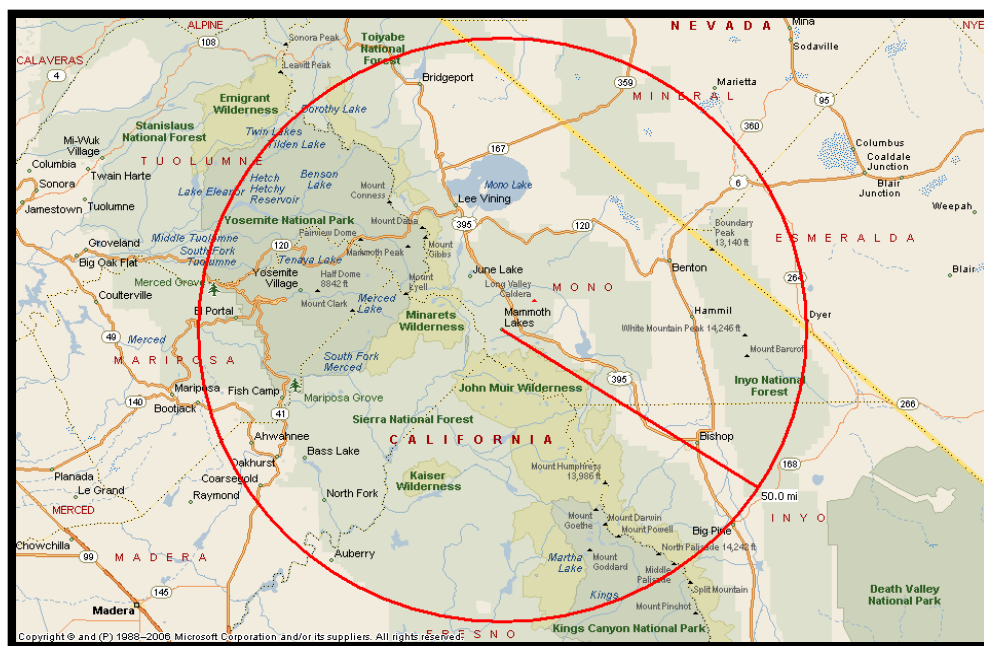 ALPINE
NEVADA
NYE
Mina
Sonora Peak
108
Toiyabe
National
Forest
Sodaville
CALAVERAS
4
Leavitt Peak
Bridgeport
359
Marietta
MINERAL
95
Emigrant
Wilderness
Dorothy Lake
Stanislaus
National Forest
Twin Lakes
Tilden Lake
360
Mi-Wuk
Village
167
Columbus
Coaldale
Junction
Columbia
TUOLUMNE
Twain Harte
Hetch
Hetchy
Reservoir
Benson
Lake
Mount
Conness
Mono Lake
6
Blair
Junction
Sonora
Lake Eleanor
Lee Vining
Jamestown
Tuolumne
Weepah
Yosemite National Park
Mount Dana
395
120
Boundary
Peak
13,140 ft
Groveland
Middle Tuolumne
South Fork
Tuolumne
120
Fairview Dome
Mammoth Peak
Mount
Gibbs
ESMERALDA
Big Oak Flat
Tenaya Lake
Benton
Blair
Merced Grove
Yosemite
Village
Half Dome
8842 ft
Mount
Lyell
June Lake
Long Valley
Caldera
MONO
264
Coulterville
Mount Clark
Merced
Lake
El Portal
Minarets
Wilderness
Mammoth
Lakes
Hammil
Dyer
49
Merced
White Mountain Peak 14,246 ft
Mount Barcroft
MARIPOSA
South Fork
Merced
John Muir Wilderness
395
Inyo National
Forest
Mariposa
Fish Camp
Mariposa Grove
140
Bootjack
41
266
Sierra National Forest
Ahwahnee
CALIFORNIA
Bishop
Bass Lake
Oakhurst
168
Planada
Coarsegold
Kaiser
Wilderness
Mount Humphreys
13,986 ft
Le Grand
Raymond
North Fork
50.0 mi
MERCED
Mount
Goethe
Mount Darwin
Mount Powell
INYO
Big Pine
Chowchilla
99
MADERA
Auberry
Martha
Lake
Mount
Goddard
North Palisade 14,242 ft
Middle
Palisade
145
Kings
Split Mountain
Death Valley
National Park
Madera
Mount Pinchot
FRESNO
Kings Canyon National Park
Copyright © and (P) 1988–2006 Microsoft Corporation and/or its suppliers. All rights reserved.